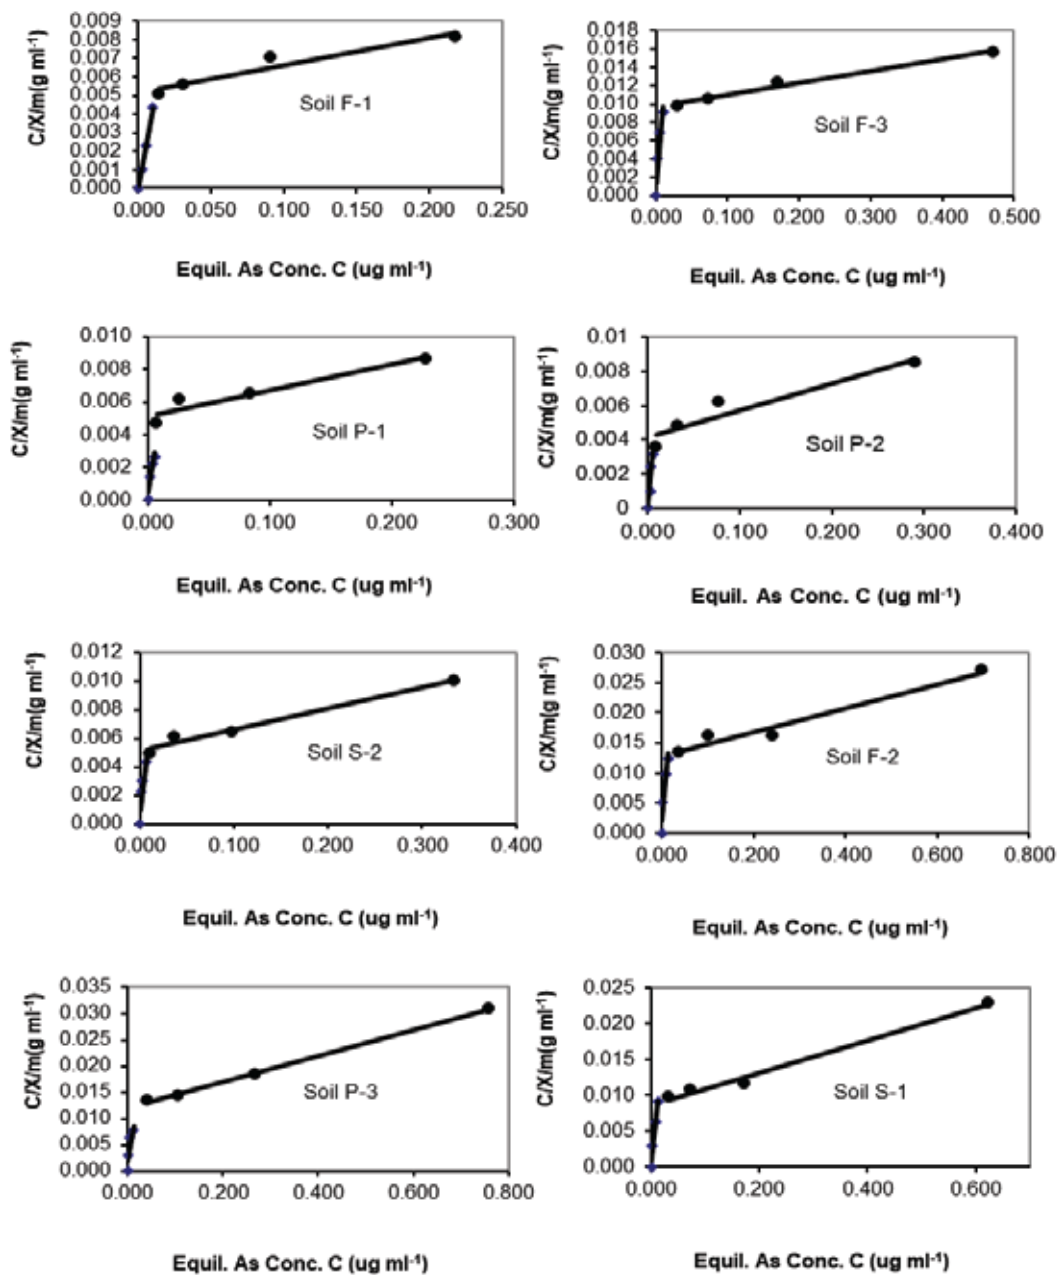 C/X/m(g ml-1)
0.009
0.008
0.007
0.006
0.005
0.004
0.003
0.002
0.001
0.000
Soil F-1
0.000 0.050 0.100 0.150 0.200 0.250
Equil. As Conc. C (ug ml-1)
C/X/m(g ml-1)
0.018
0.016
0.014
0.012
0.010
0.008
0.006
0.004
0.002
0.000
Soil F-3
0.000 0.100 0.200 0.300 0.400 0.500
Equil. As Conc. C (ug ml-1)
C/X/m(g ml-1)
0.010
0.008
0.006
0.004
0.002
0.000
Soil P-1
0.000 0.100 0.200 0.300
Equil. As Conc. C (ug ml-1)
C/X/m(g ml-1)
0.01
0.008
0.006
0.004
0.002
0
Soil P-2
0.000 0.100 0.200 0.300 0.400
Equil. As Conc. C (ug ml-1)
C/X/m(g ml-1)
0.012
0.010
0.008
0.006
0.004
0.002
0.000
Soil S-2
0.000 0.100 0.200 0.300 0.400
Equil. As Conc. C (ug ml-1)
C/X/m(g ml-1)
0.030
0.025
0.020
0.015
0.010
0.005
0.000
Soil F-2
0.000 0.200 0.400 0.600 0.800
Equil. As Conc. C (ug ml-1)
C/X/m(g ml-1)
0.035
0.030
0.025
0.020
0.015
0.010
0.005
0.000
Soil P-3
0.000 0.200 0.400 0.600 0.800
Equil. As Conc. C (ug ml-1)
C/X/m(g ml-1)
0.025
0.020
0.015
0.010
0.005
0.000
Soil S-1
0.000 0.200 0.400 0.600
Equil. As Conc. C (ug ml-1)